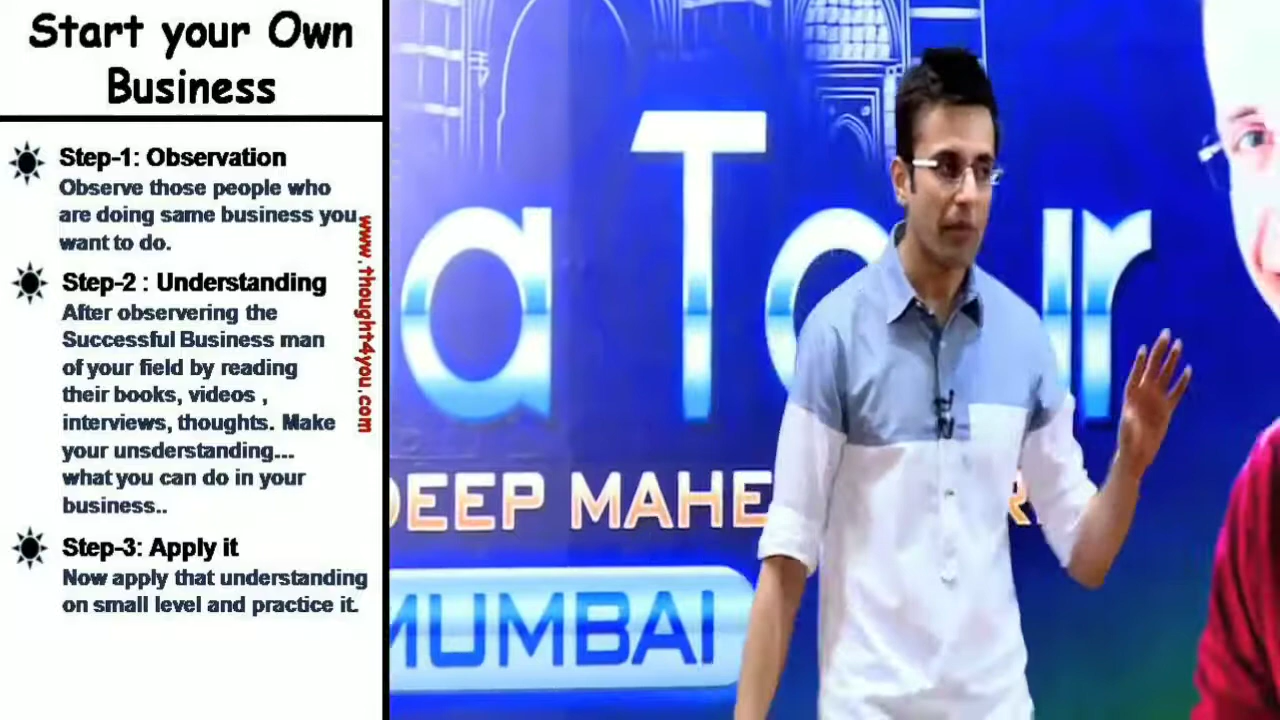 Start your Own
Business
Step-1: Observation
Observe those people who
are doing same business you
want to do.
Step-2 : Understanding
After observering the
Successful Business man
of your field by reading
their books, videos ,
interviews, thoughts. Make
your unsderstanding...
what you can do in your
business..
Step-3: Apply it
Now apply that understanding
on small level and practice it.
www.thought4you.com
a Tour
DEEP MAHE
MUMBAI